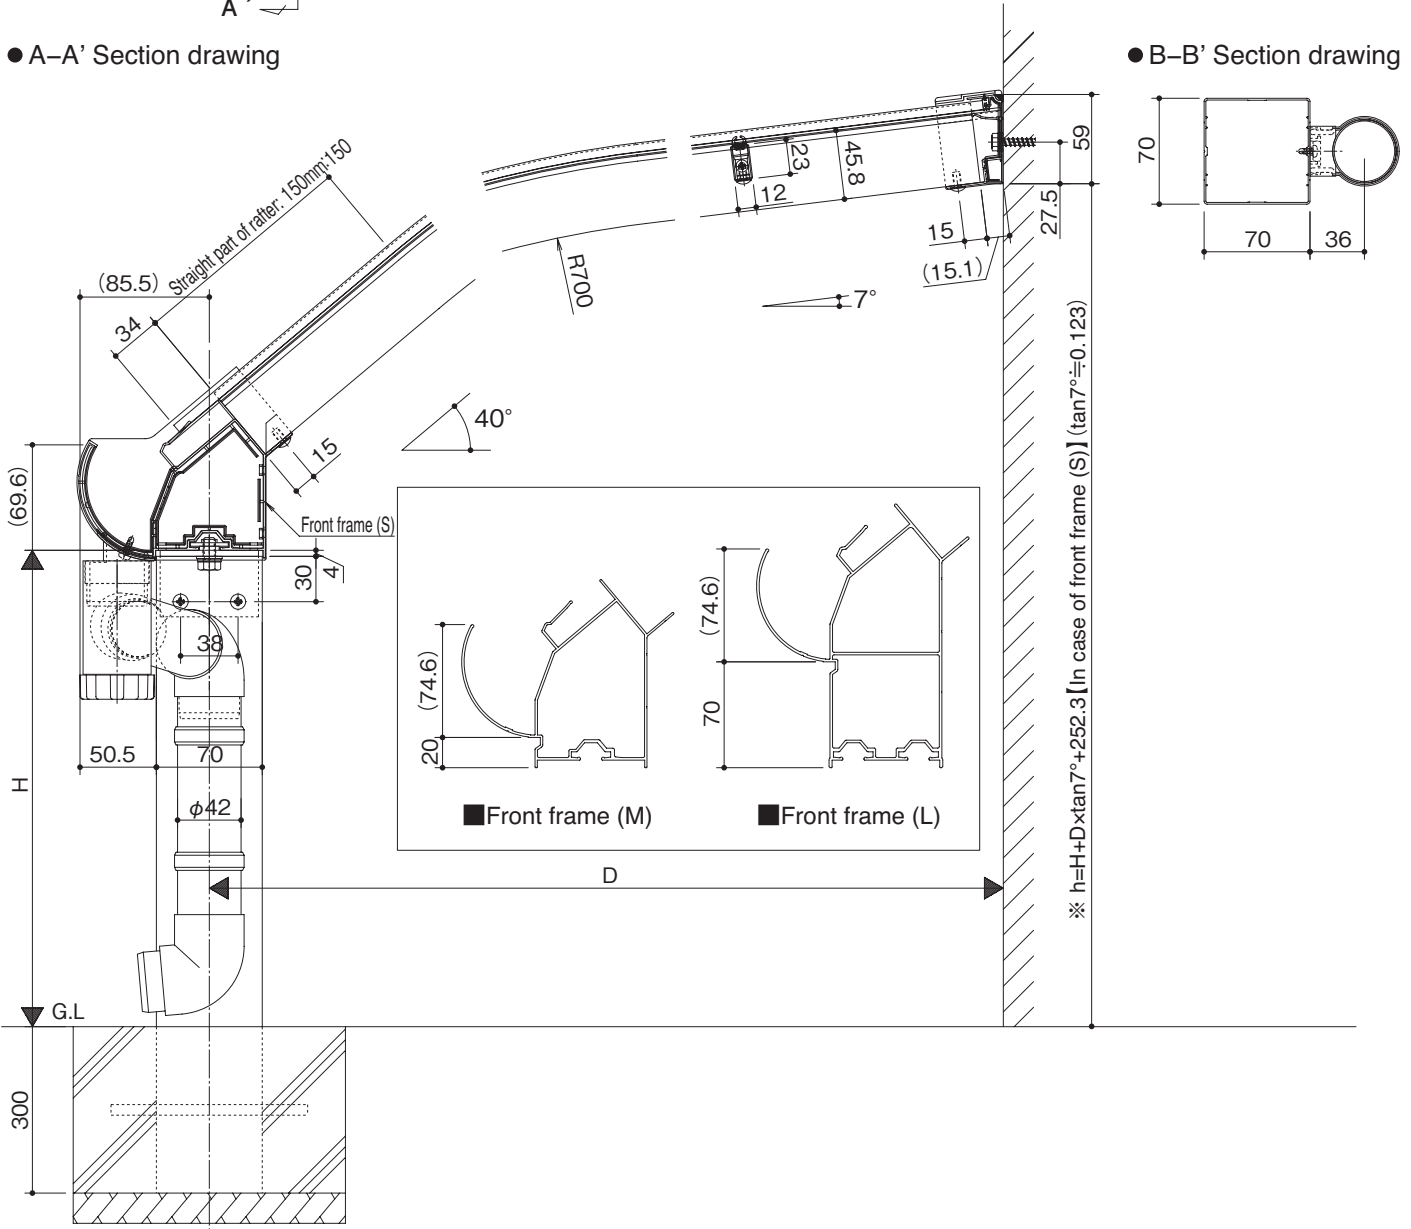 A’
● A–A’ Section drawing
● B–B’ Section drawing
Straight part of rafter: 150mm:150
(85.5)
34
23
45.8
12
59
27.5
15
(15.1)
70
70
36
R700
7°
40°
15
(69.6)
Front frame (S)
30
4
38
(74.6)
20
(74.6)
70
■Front frame (M)
■Front frame (L)
50.5
70
H
φ42
D
※ h=H+D×tan7°+252.3【In case of front frame (S)】(tan7°≒0.123)
G.L
300